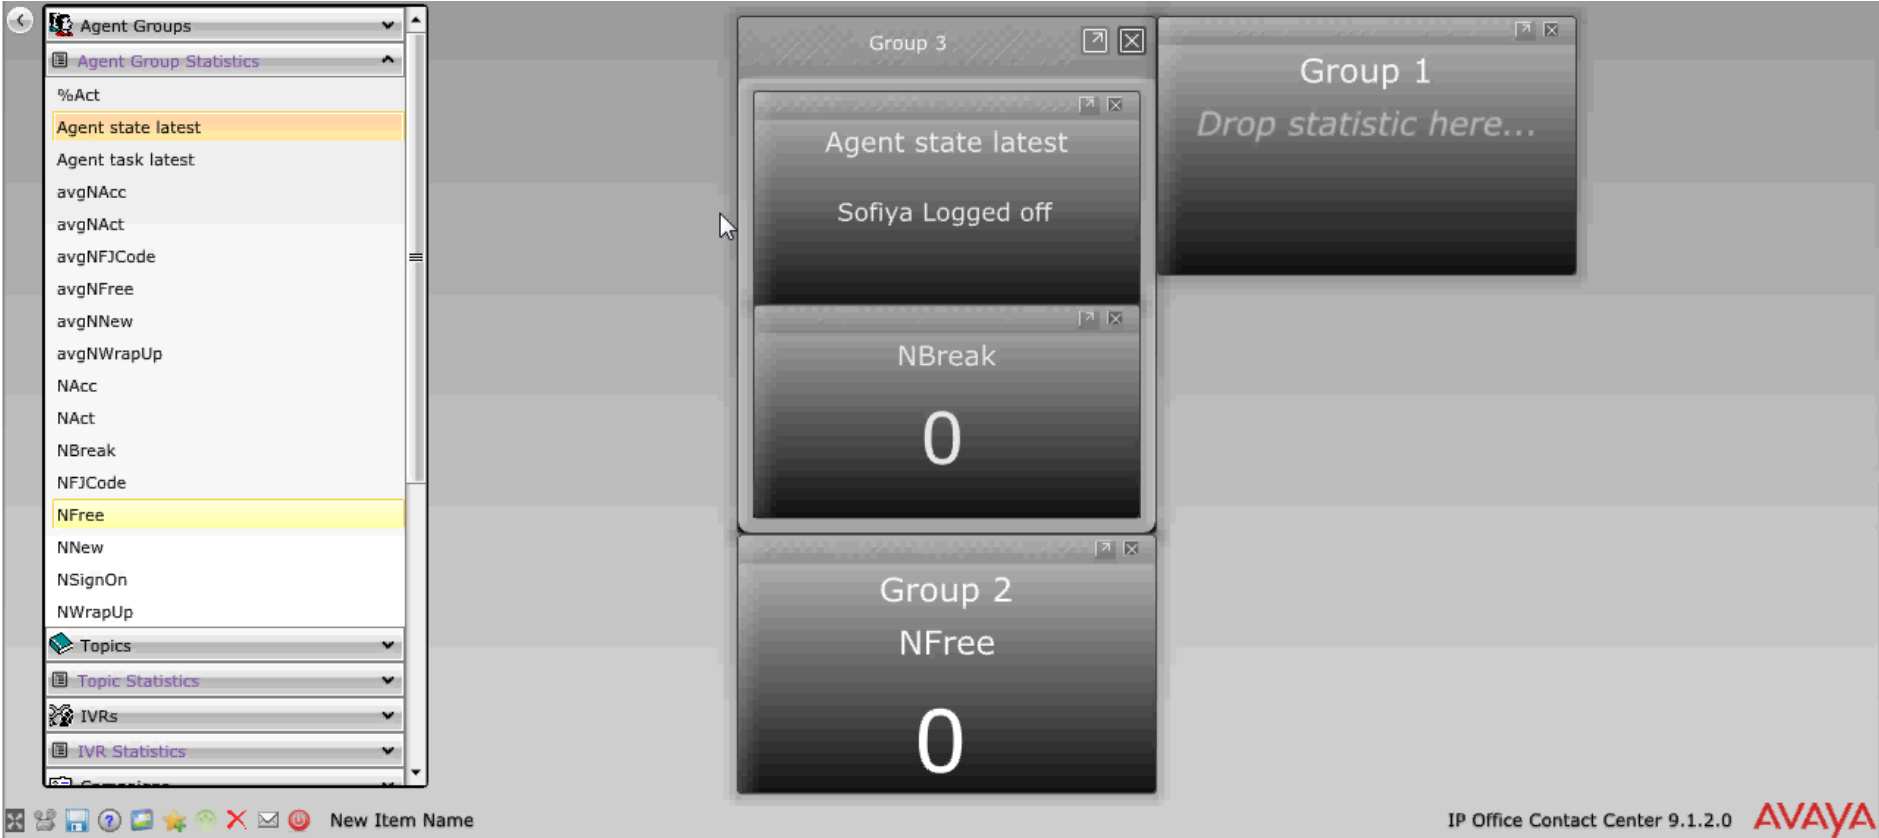 Agent Groups
Agent Group Statistics
%Act
Agent state latest
Agent task latest
avgNAcc
avgNAct
avgNFJCode
avgNFree
avgNNew
avgNWrapUp
NAcc
NAct
NBreak
NFJCode
NFree
NNew
NSignOn
NWrapUp
Topics
Topic Statistics
IVRs
IVR Statistics
Group 3
Agent state latest
Sofiya Logged off
NBreak
0
Group 2
NFree
0
Group 1
Drop statistic here...
New Item Name
IP Office Contact Center 9.1.2.0
AVAYA